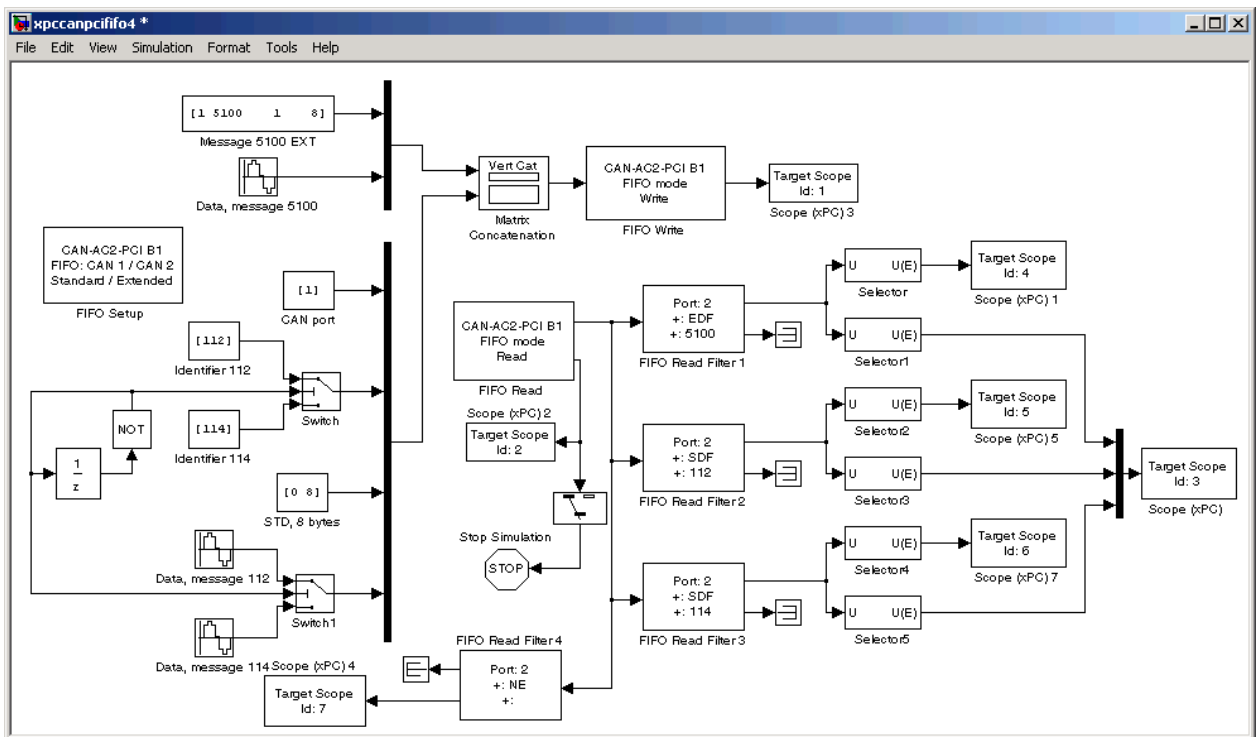 xpccanpcififo4 *
File Edit View Simulation Format Tools Help
[1 5100 1 8]
Message 5100 EXT
Data, message 5100
Vert Cat
Matrix
Concatenation
CAN-AC2-PCI B1
FIFO mode
Write
FIFO Write
Target Scope
Id: 1
Scope (xPC) 3
CAN-AC2-PCI B1
FIFO: CAN 1 / CAN 2
Standard / Extended
FIFO Setup
[1]
CAN port
[112]
Identifier 112
Switch
[114]
Identifier 114
NOT
1
z
[0 8]
STD, 8 bytes
Data, message 112
Switch1
Data, message 114
CAN-AC2-PCI B1
FIFO mode
Read
FIFO Read
Scope (xPC) 2
Target Scope
Id: 2
Stop Simulation
STOP
Port: 2
+: EDF
+: 5100
FIFO Read Filter1
U U(E)
Selector
Target Scope
Id: 4
Scope (xPC) 1
U U(E)
Selector1
Port: 2
+: SDF
+: 112
FIFO Read Filter2
U U(E)
Selector2
Target Scope
Id: 5
Scope (xPC) 5
U U(E)
Selector3
Target Scope
Id: 3
Scope (xPC)
Port: 2
+: SDF
+: 114
FIFO Read Filter3
U U(E)
Selector4
Target Scope
Id: 6
Scope (xPC) 7
U U(E)
Selector5
FIFO Read Filter4
Port: 2
+: NE
+:
Scope (xPC) 4
Target Scope
Id: 7